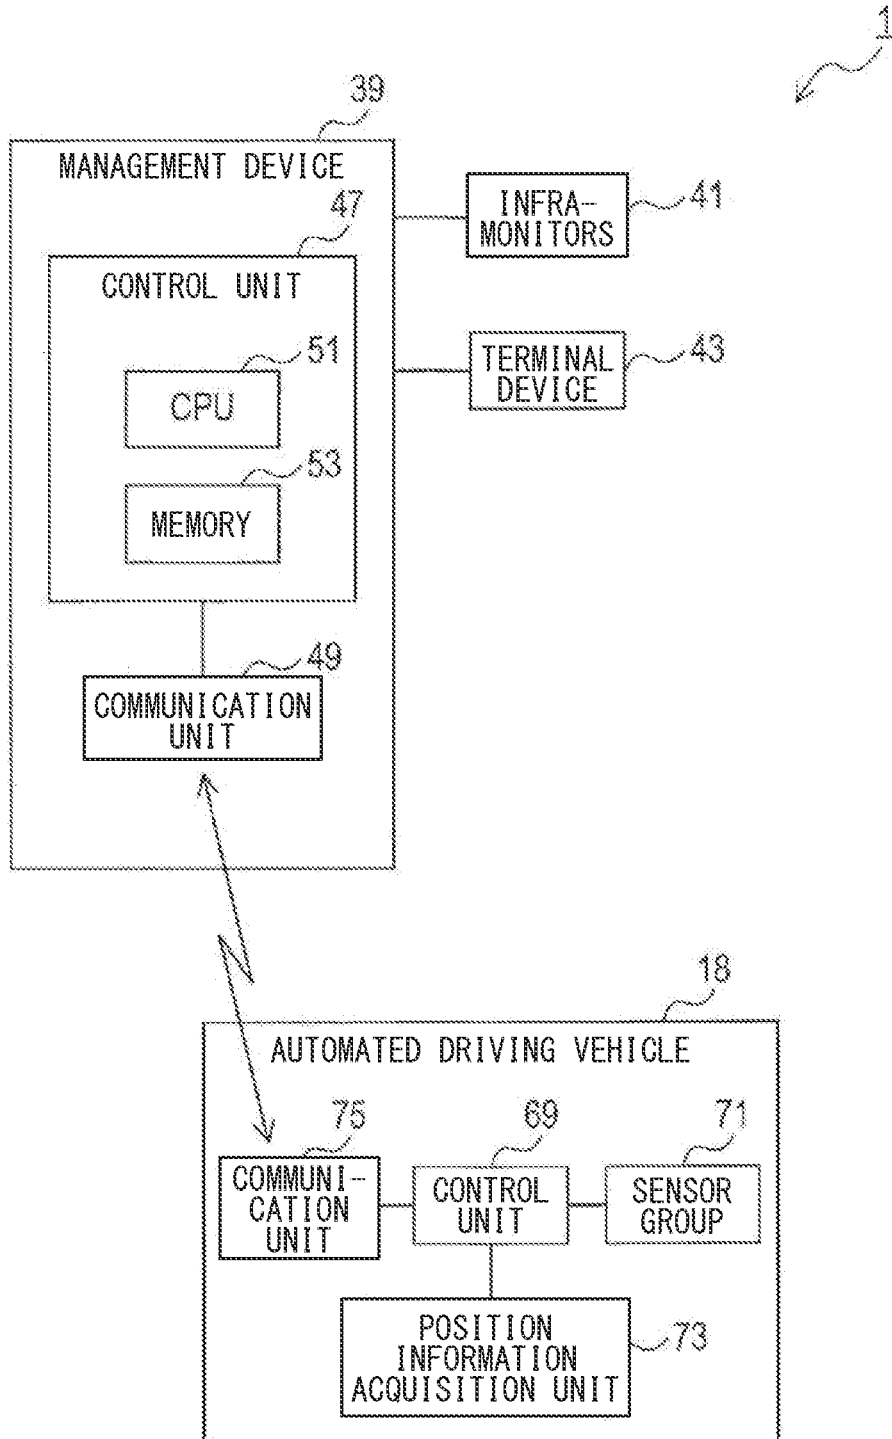 1
39
MANAGEMENT DEVICE
47
CONTROL UNIT
51
CPU
53
MEMORY
49
COMMUNICATION
UNIT
INFRA-
MONITORS
41
TERMINAL
DEVICE
43
18
AUTOMATED DRIVING VEHICLE
75
COMMUNI-
CATION
UNIT
69
CONTROL
UNIT
71
SENSOR
GROUP
POSITION
INFORMATION
ACQUISITION UNIT
73